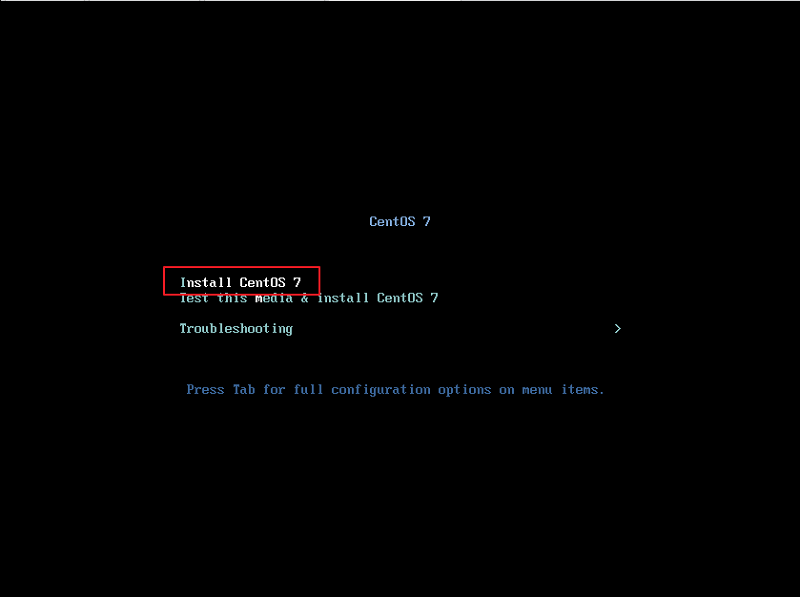 CentOS 7
Install CentOS 7
Test this media & install CentOS 7
Troubleshooting >
Press Tab for full configuration options on menu items.